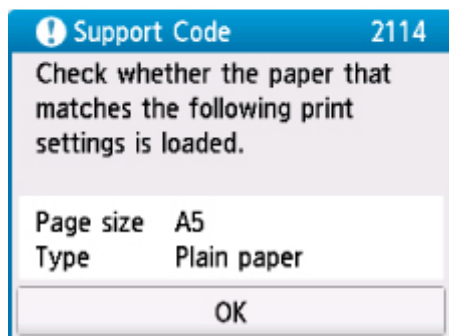 Support Code 2114
Check whether the paper that
matches the following print
settings is loaded.
Page size A5
Type Plain paper
OK